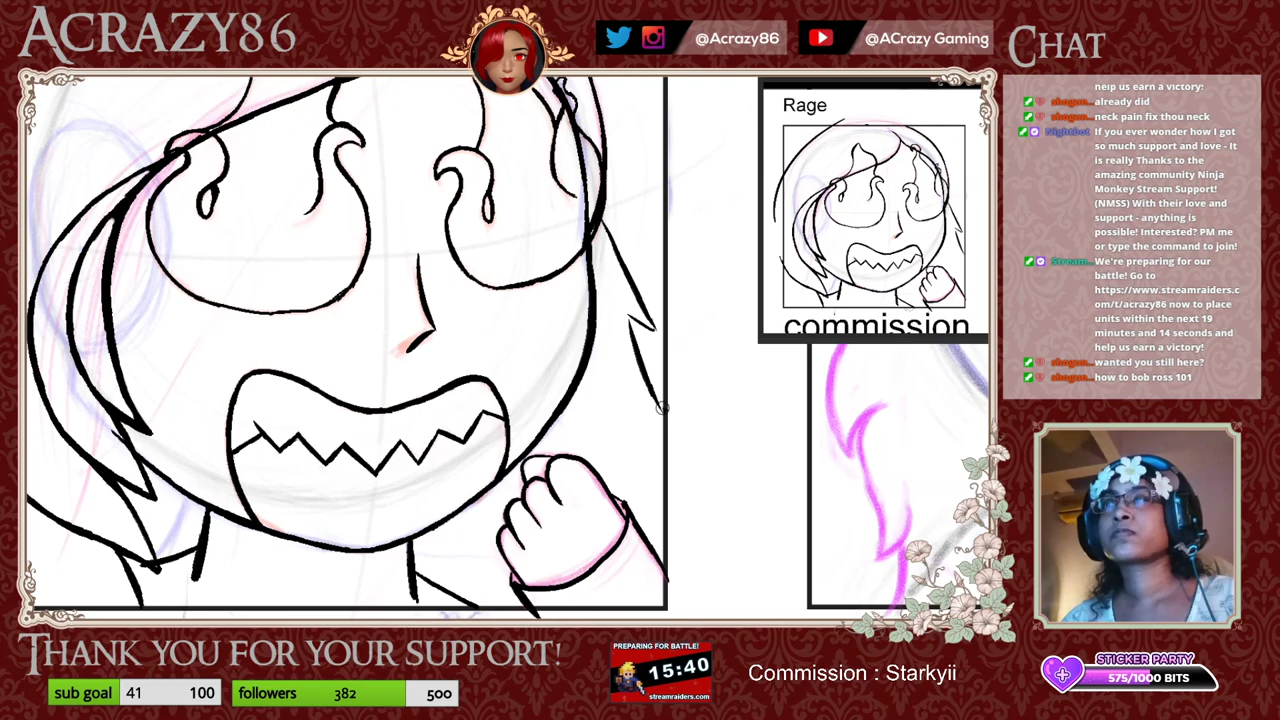 ACRAZY86
@Acrazy86
@ACrazy Gaming
CHAT
Rage
commission
help us earn a victory!
shogun... already did
shogun... neck pain fix thou neck
Nightbot If you ever wonder how I got
so much support and love - It
is really Thanks to the
amazing community Ninja
Monkey Stream Support!
(NMSS) With their love and
support - anything is
possible! Interested? PM me
or type the command to join!
Stream... We're preparing for our
battle! Go to
https://www.streamraiders.c
om/t/acrazy86 now to place
units within the next 19
minutes and 14 seconds and
help us earn a victory!
shogun... wanted you still here?
shogun... how to bob ross 101
THANK YOU FOR YOUR SUPPORT!
sub goal 41 100
followers 382 500
PREPARING FOR BATTLE!
15:40
streamraiders.com
Commission : Starkyii
STICKER PARTY
575/1000 BITS